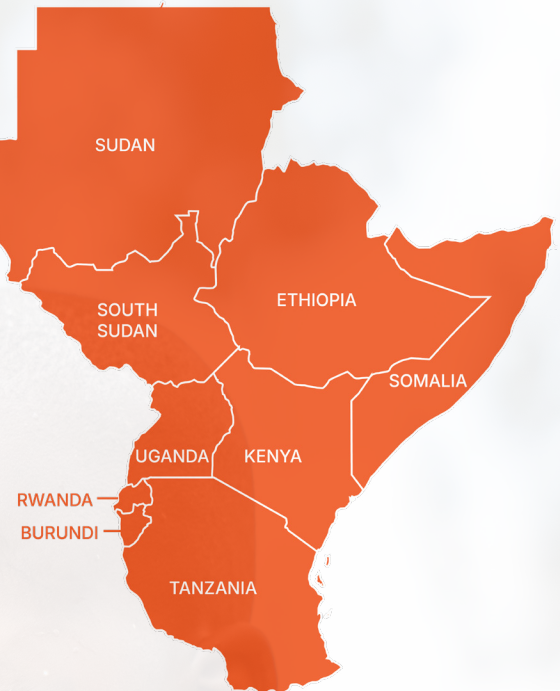 SUDAN
ETHIOPIA
SOUTH
SUDAN
SOMALIA
UGANDA
KENYA
RWANDA
BURUNDI
TANZANIA